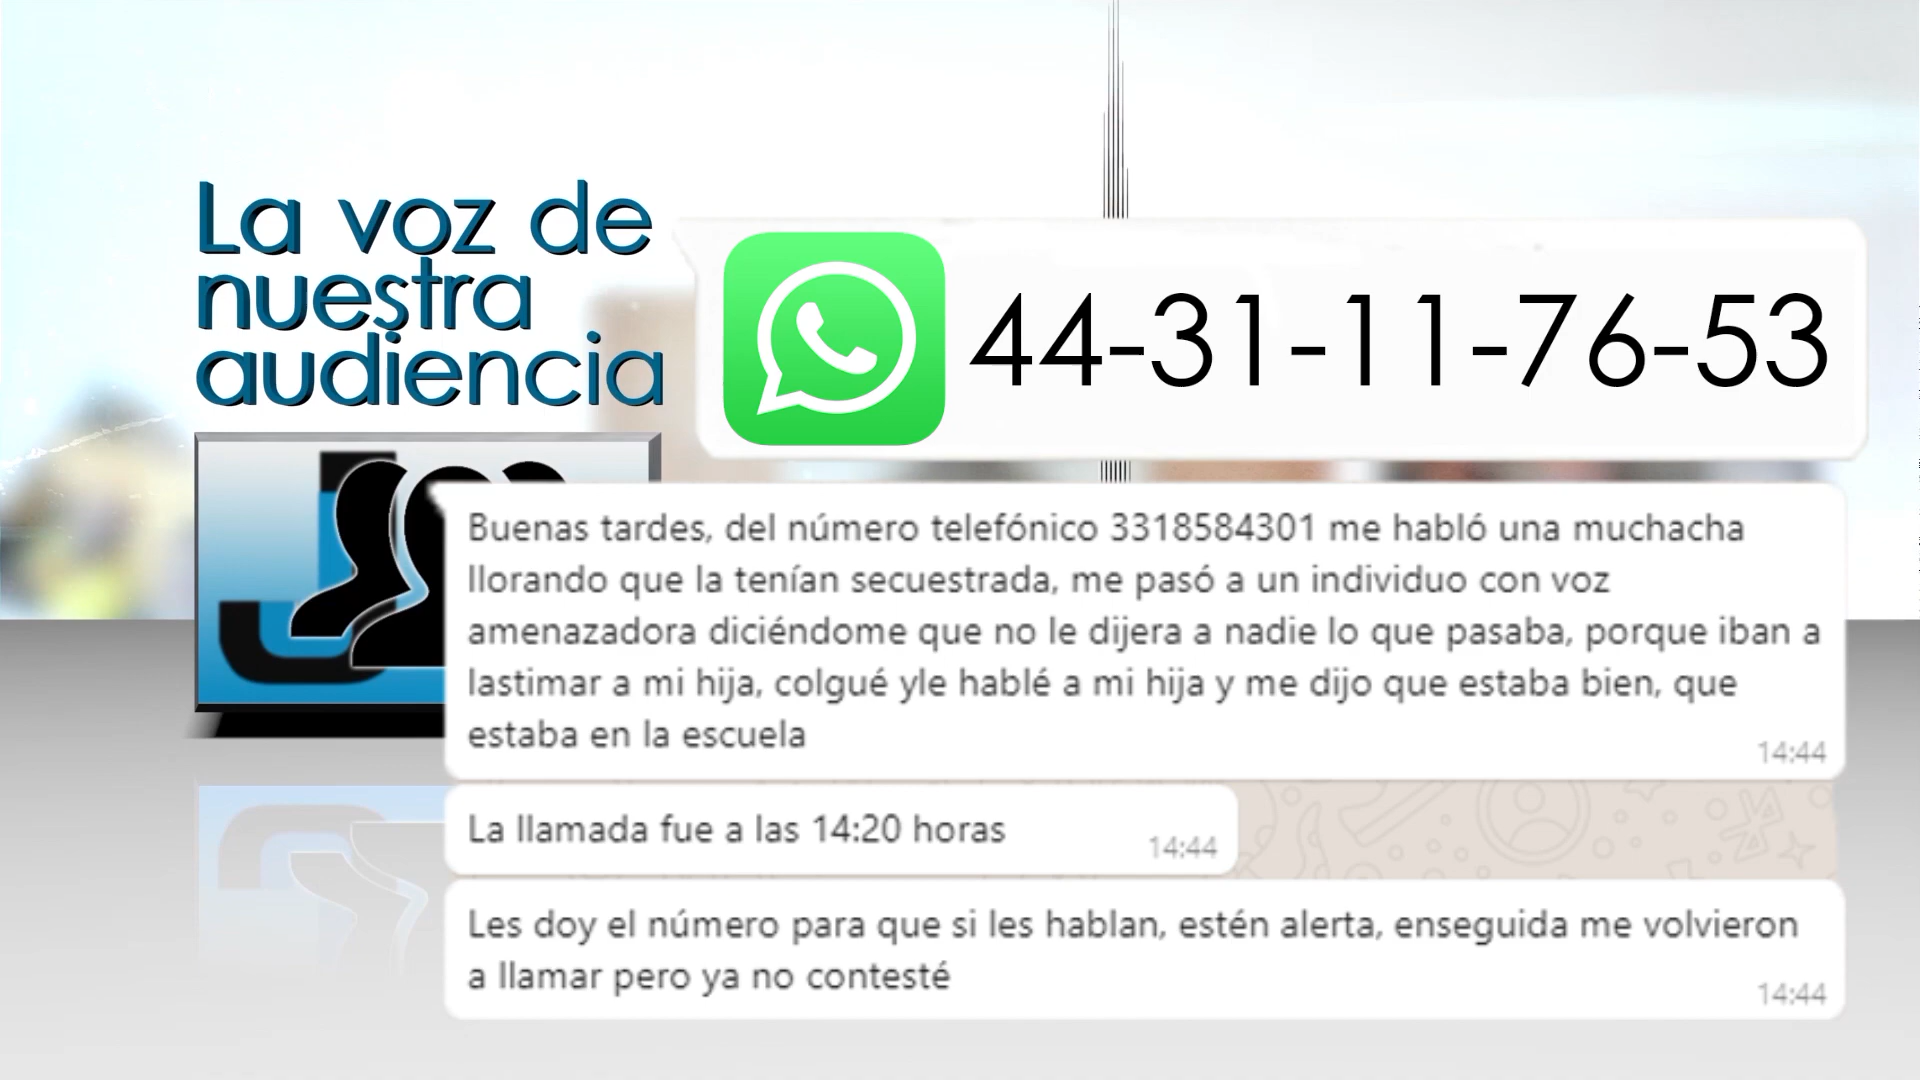 La voz de
nuestra
audiencia
44-31-11-76-53
Buenas tardes, del número telefónico 3318584301 me habló una muchacha
llorando que la tenían secuestrada, me pasó a un individuo con voz
amenazadora diciéndome que no le dijera a nadie lo que pasaba, porque iban a
lastimar a mi hija, colgué yle hablé a mi hija y me dijo que estaba bien, que
estaba en la escuela
14:44
La llamada fue a las 14:20 horas
14:44
Les doy el número para que si les hablan, estén alerta, enseguida me volvieron
a llamar pero ya no contesté
14:44